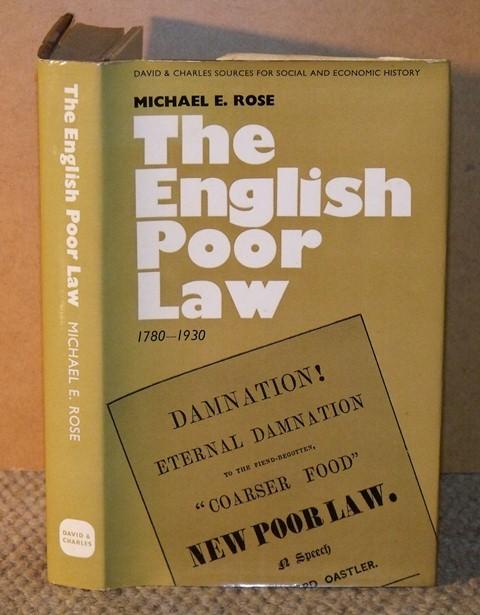 DAVID & CHARLES SOURCES FOR SOCIAL AND ECONOMIC HISTORY
MICHAEL E. ROSE
The
English
Poor
Law
1780—1930
DAMNATION!
ETERNAL DAMNATION
TO THE FIEND-BEGOTTEN,
"COARSER FOOD"
NEW POOR LAW.
A Speech
OASTLER.
The English Poor Law MICHAEL E. ROSE
DAVID &
CHARLES